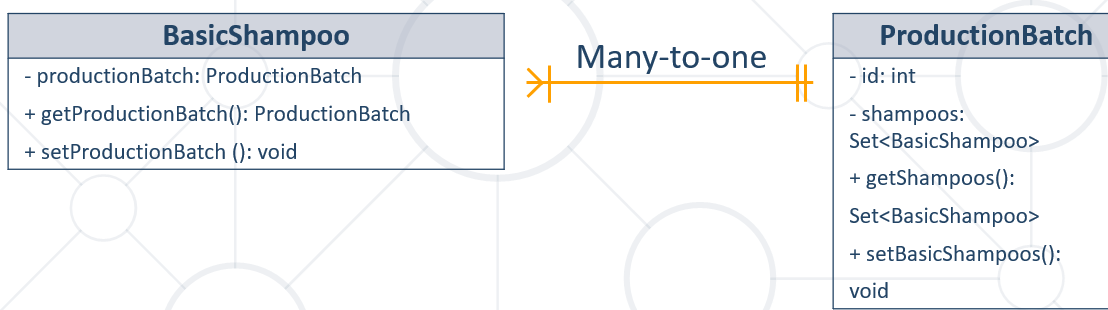 BasicShampoo
- productionBatch: ProductionBatch
+ getProductionBatch(): ProductionBatch
+ setProductionBatch (): void
Many-to-one
ProductionBatch
- id: int
- shampoos:
Set<BasicShampoo>
+ getShampoos():
Set<BasicShampoo>
+ setBasicShampoos():
void